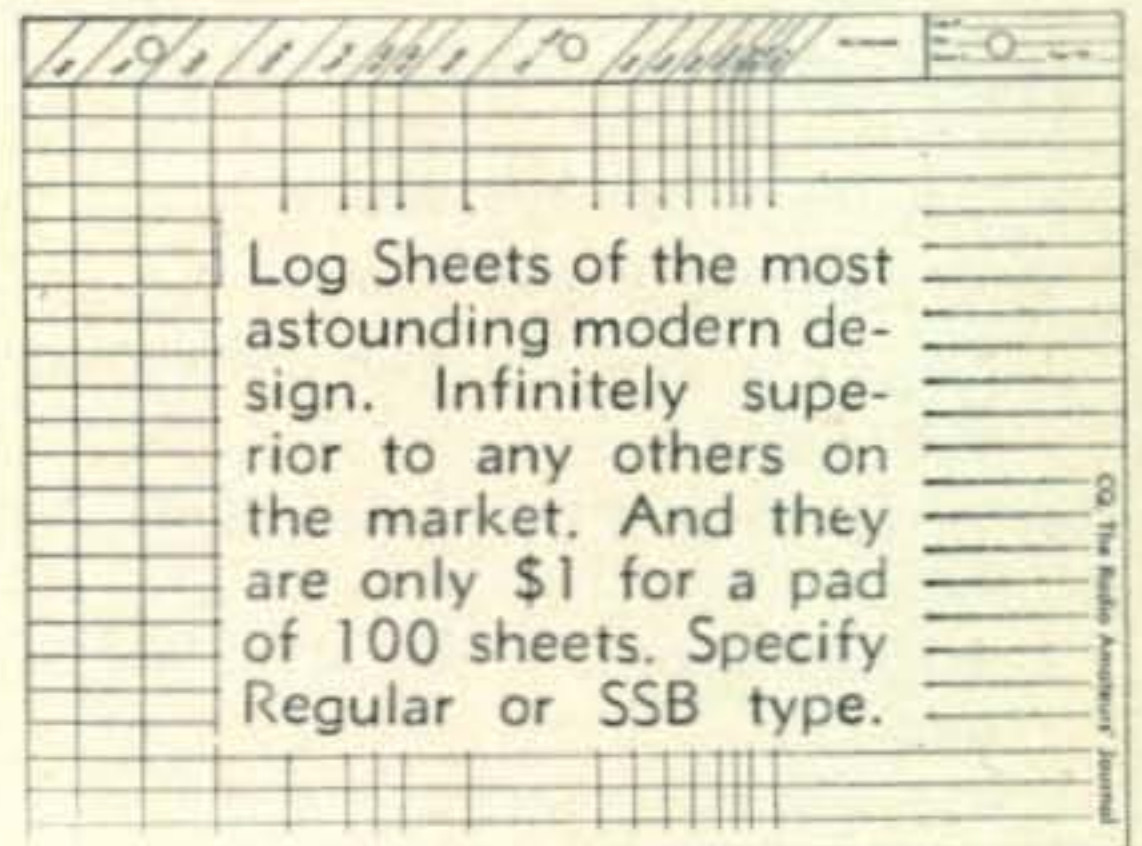 Log Sheets of the most
astounding modern de-
sign. Infinitely supe-
rior to any others on
the market. And they
are only $1 for a pad
of 100 sheets. Specify
Regular or SSB type.
CQ, The Radio Amateurs' Journal